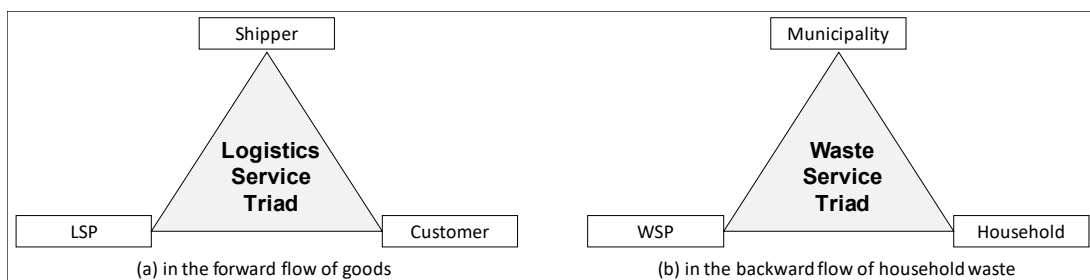 Shipper
Logistics
Service
Triad
LSP
Customer
(a) in the forward flow of goods
Municipality
Waste
Service
Triad
WSP
Household
(b) in the backward flow of household waste